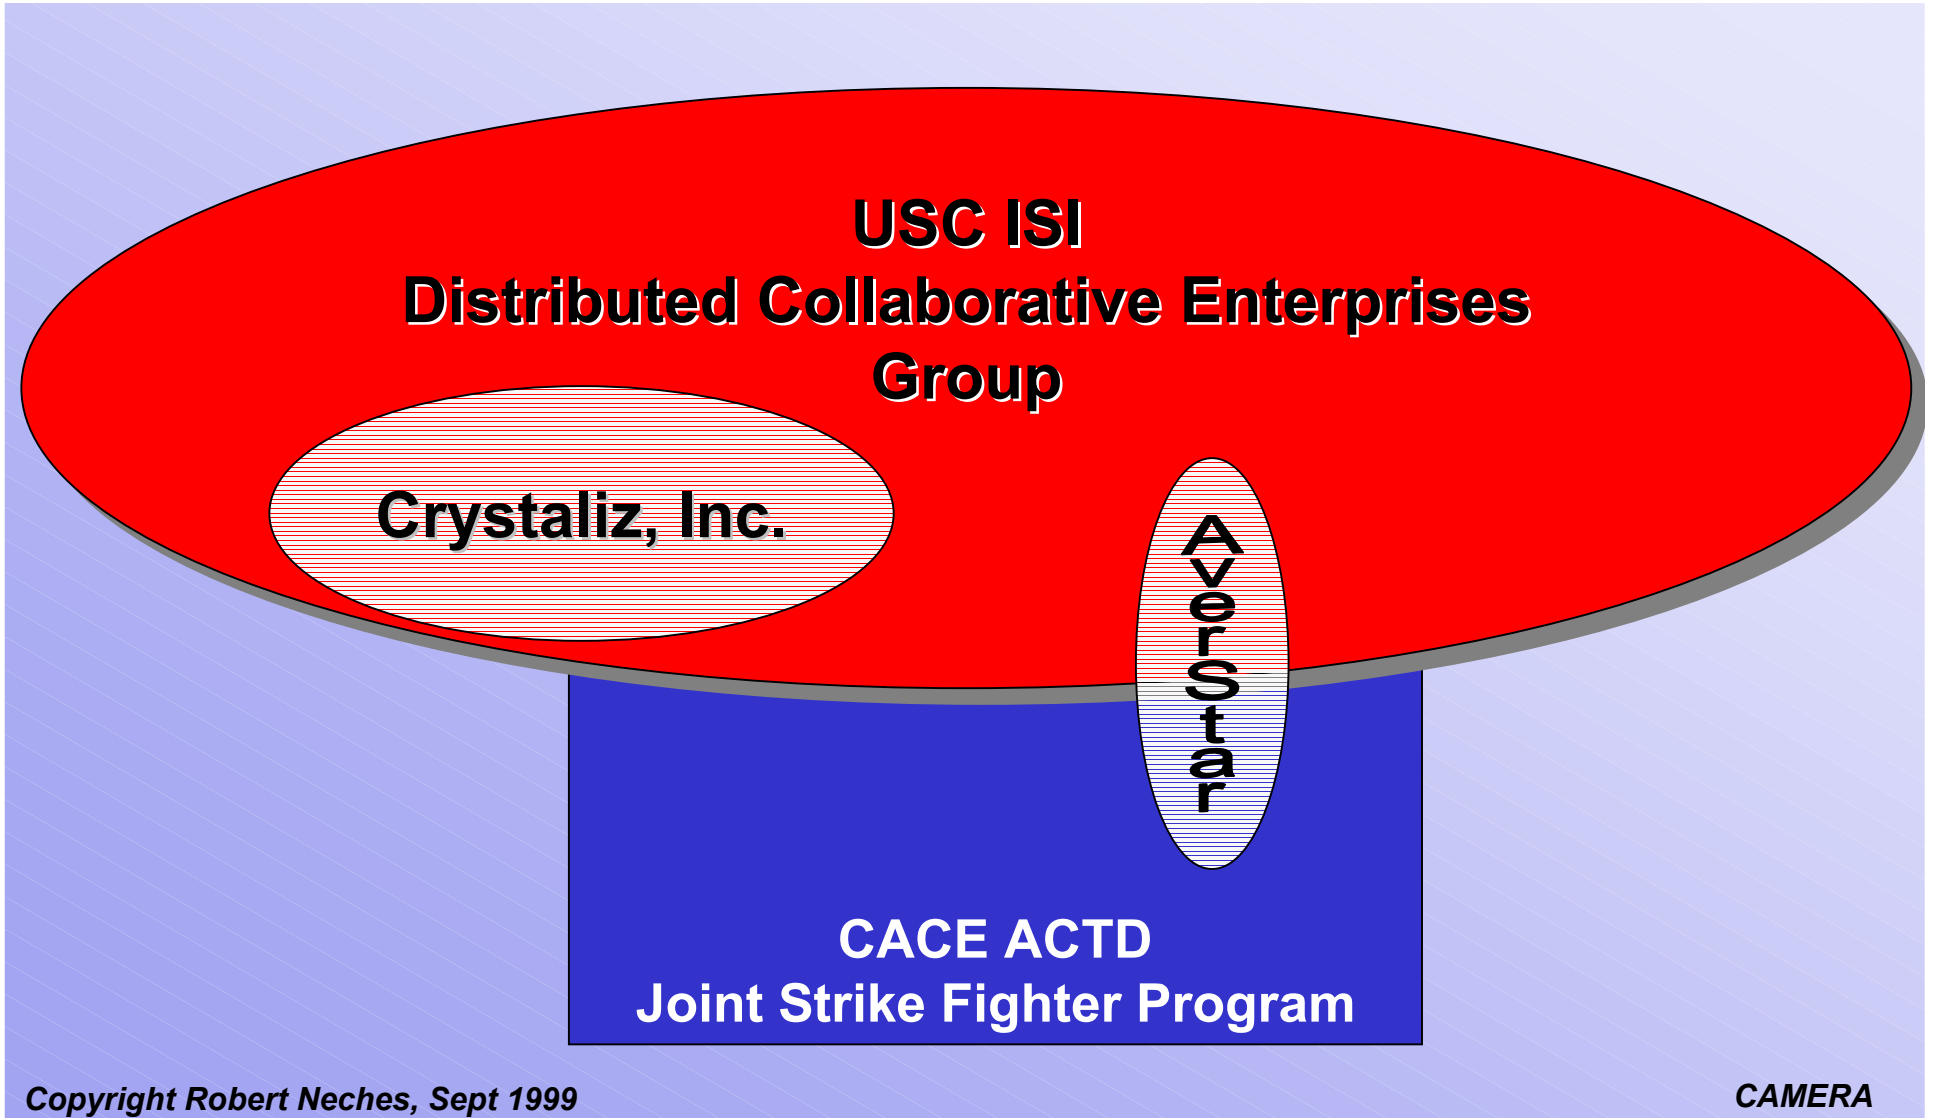 USC ISI
Distributed Collaborative Enterprises
Group
Crystaliz, Inc.
AverStar
CACE ACTD
Joint Strike Fighter Program
Copyright Robert Neches, Sept 1999
CAMERA